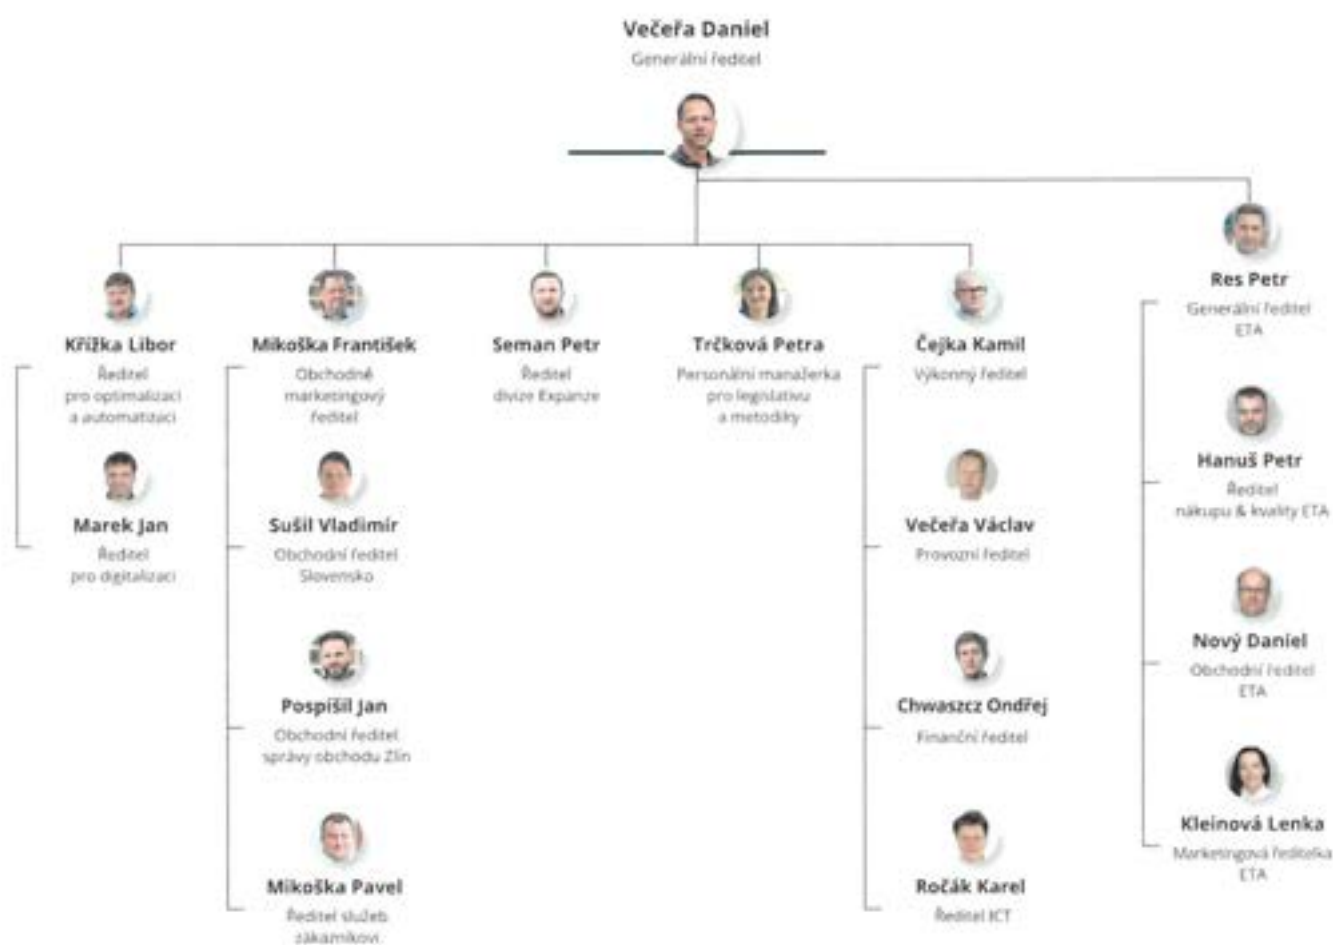 Večeřa Daniel
Generální ředitel
Křížka Libor
Ředitel
pro optimalizaci
a automatizaci
Marek Jan
Ředitel
pro digitalizaci
Mikoška František
Obchodně
marketingový
ředitel
Sušil Vladimír
Obchodní ředitel
Slovensko
Pospíšil Jan
Obchodní ředitel
správy obchodu Zlín
Mikoška Pavel
Ředitel služeb
zákazníkovi
Seman Petr
Ředitel
divize Expanze
Trčková Petra
Personální manažerka
pro legislativu
a metodiky
Čejka Kamil
Výkonný ředitel
Večeřa Václav
Provozní ředitel
Chwaszcz Ondřej
Finanční ředitel
Ročák Karel
Ředitel ICT
Res Petr
Generální ředitel
ETA
Hanuš Petr
Ředitel
nákupu & kvality ETA
Nový Daniel
Obchodní ředitel
ETA
Kleinová Lenka
Marketingová ředitelka
ETA